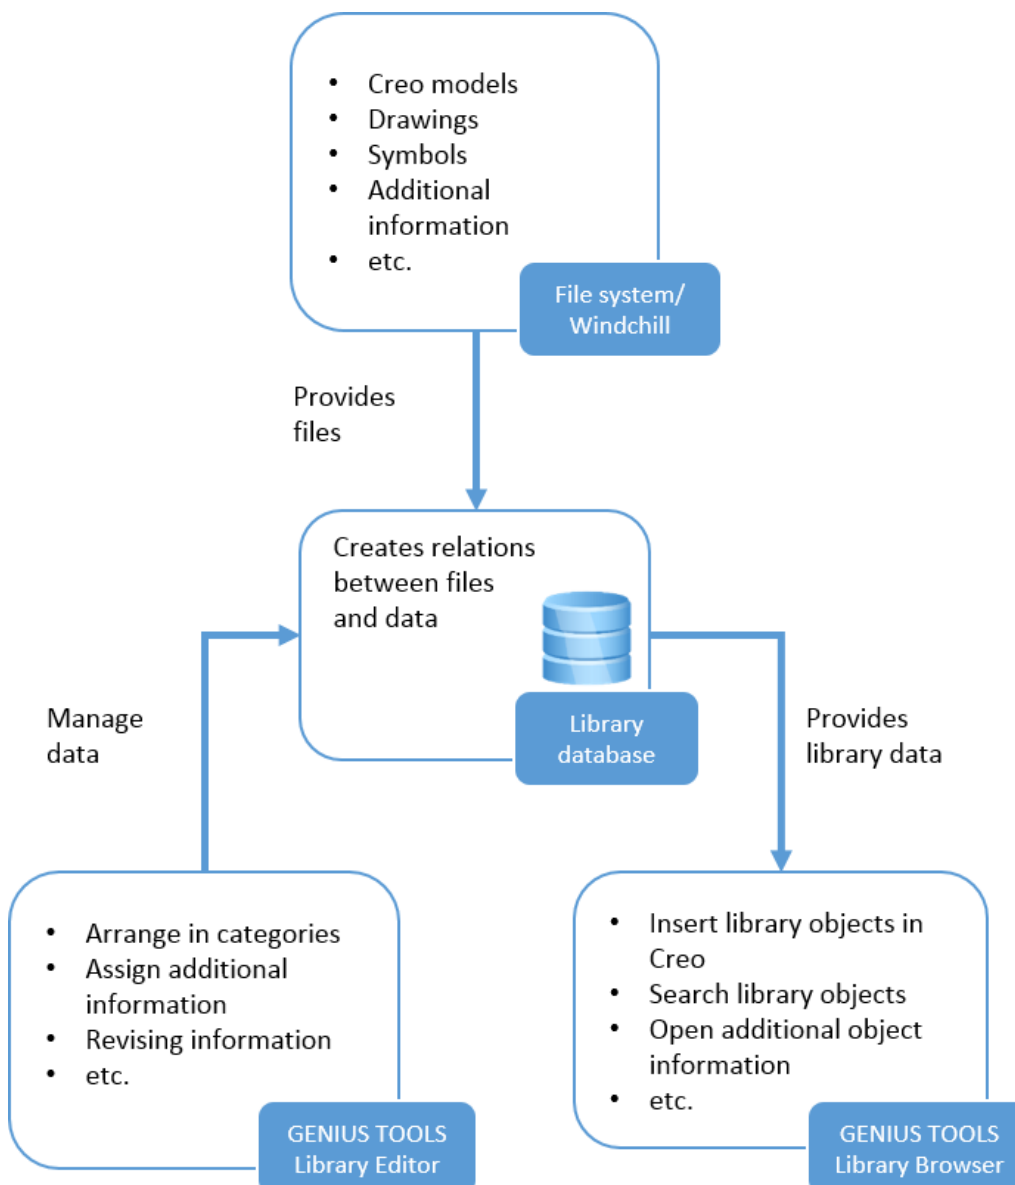 • Creo models
• Drawings
• Symbols
• Additional
information
• etc.
File system/
Windchill
Provides
files
Creates relations
between files
and data
Library
database
Manage
data
Provides
library data
• Arrange in categories
• Assign additional
information
• Revising information
• etc.
GENIUS TOOLS
Library Editor
• Insert library objects in
Creo
• Search library objects
• Open additional object
information
• etc.
GENIUS TOOLS
Library Browser